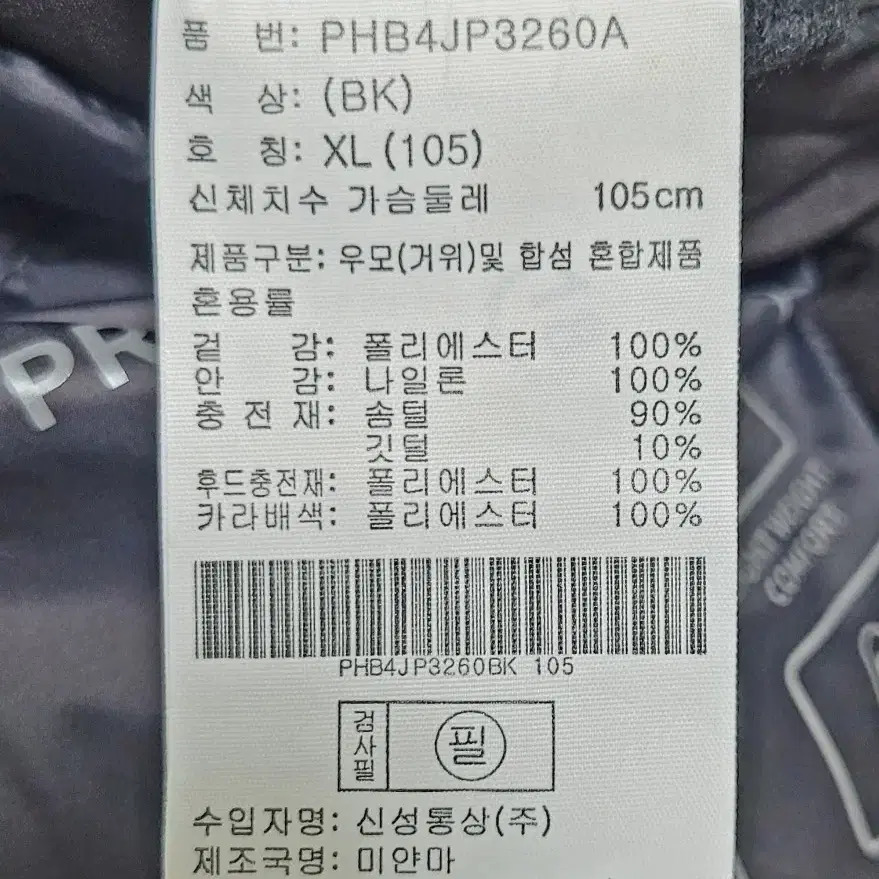 품 번: PHB4JP3260A
색 상: (BK)
호 칭: XL(105)
신체치수 가슴둘레 105cm
제품구분: 우모(거위)및 합섬 혼합제품
혼용률
겉 감: 폴리에스터 100%
안 감: 나일론 100%
충 전 재: 솜털 90%
깃털 10%
후드충전재: 폴리에스터 100%
카라배색: 폴리에스터 100%
PHB4JP3260BK 105
검사필
필
수입자명: 신성통상(주)
제조국명: 미얀마
PR
WEIGHT
COMFORT